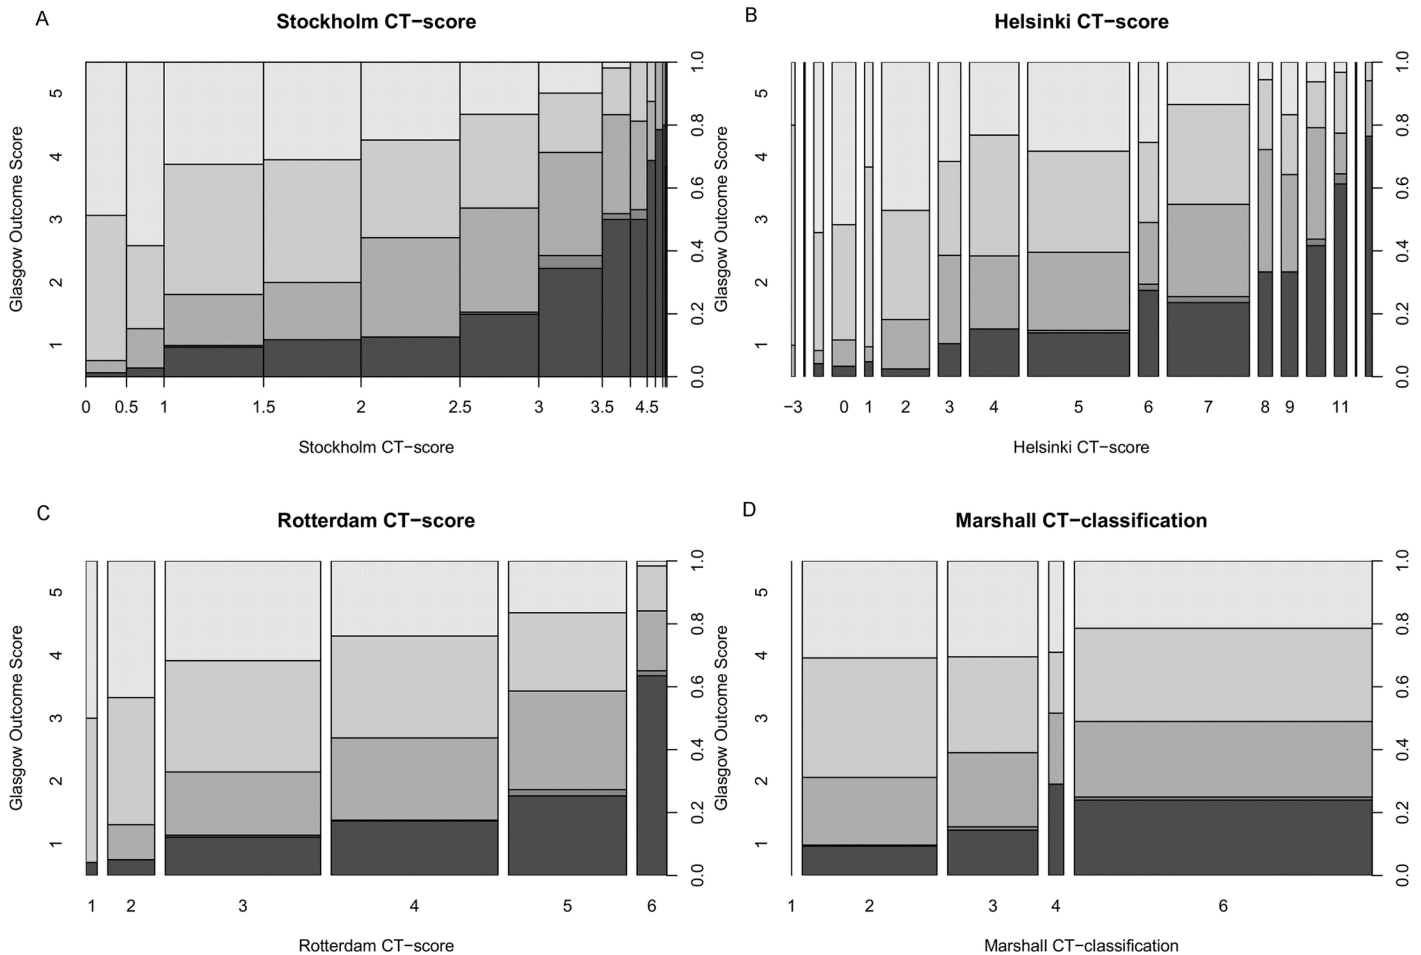 A
Stockholm CT−score
Glasgow Outcome Score
5
4
3
2
1
1.0
0.8
0.6
0.4
0.2
0.0
0 0.5 1 1.5 2 2.5 3 3.5 4.5
Stockholm CT−score
B
Helsinki CT−score
Glasgow Outcome Score
5
4
3
2
1
1.0
0.8
0.6
0.4
0.2
0.0
−3 0 1 2 3 4 5 6 7 8 9 11
Helsinki CT−score
C
Rotterdam CT−score
Glasgow Outcome Score
5
4
3
2
1
1.0
0.8
0.6
0.4
0.2
0.0
1 2 3 4 5 6
Rotterdam CT−score
D
Marshall CT−classification
Glasgow Outcome Score
5
4
3
2
1
1.0
0.8
0.6
0.4
0.2
0.0
1 2 3 4 6
Marshall CT−classification